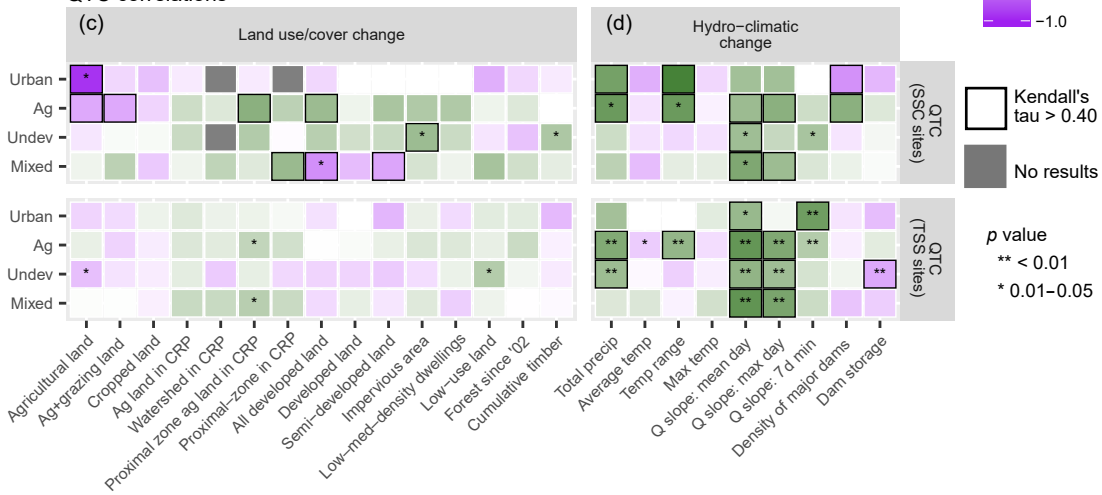 −1.0
(c)
Land use/cover change
(d)
Hydro−climatic
change
Urban
Ag
Undev
Mixed
*
*
*
*
*
*
*
*
*
QTC
(SSC sites)
Kendall's
tau > 0.40
No results
Urban
Ag
Undev
Mixed
*
*
*
*
*
**
**
*
**
**
**
**
**
**
**
**
**
**
QTC
(TSS sites)
p value
** < 0.01
* 0.01−0.05
Agricultural land
Ag+grazing land
Cropped land
Ag land in CRP
Watershed in CRP
Proximal zone ag land in CRP
Proximal−zone in CRP
All developed land
Developed land
Semi−developed land
Impervious area
Low−med−density dwellings
Low−use land
Forest since '02
Cumulative timber
Total precip
Average temp
Temp range
Max temp
Q slope: mean day
Q slope: max day
Q slope: 7d min
Density of major dams
Dam storage